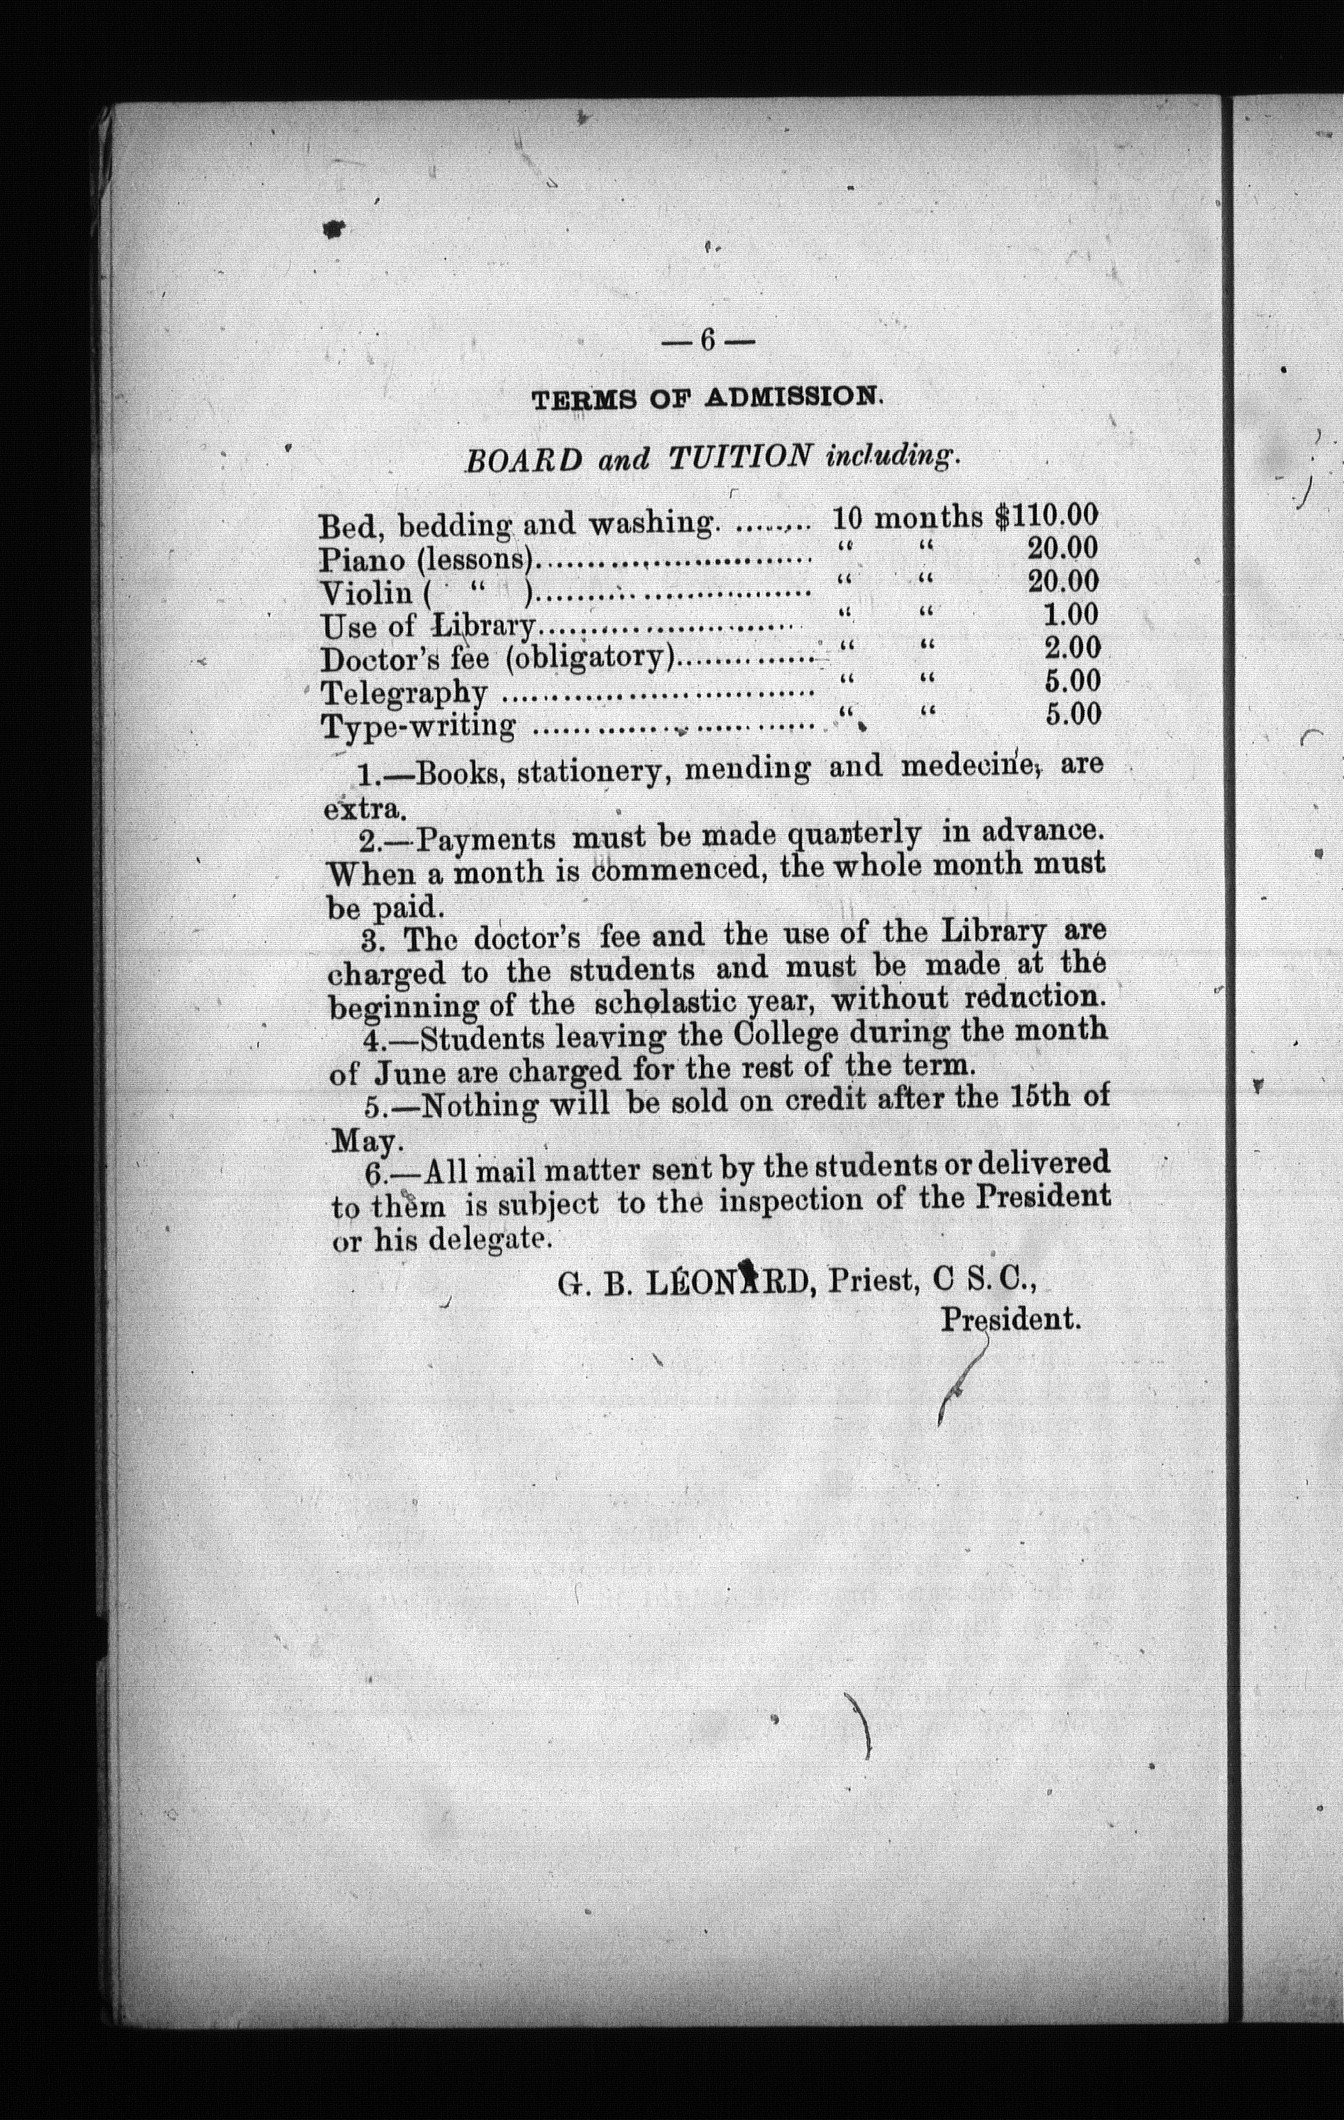 — 6 —
TERMS OF ADMISSION.
BOARD and TUITION including.
Bed, bedding and washing. ........ 10 months $110.00
Piano (lessons)............................ “ “ 20.00
Violin ( “ )............................ “ “ 20.00
Use of Library.......................... “ “ 1.00
Doctor's fee (obligatory).............. “ “ 2.00
Telegraphy ................................ “ “ 5.00
Type-writing ............................. “ “ 5.00
1.—Books, stationery, mending and medecine, are
extra.
2.—Payments must be made quarterly in advance.
When a month is commenced, the whole month must
be paid.
3. The doctor's fee and the use of the Library are
charged to the students and must be made at the
beginning of the scholastic year, without reduction.
4.—Students leaving the College during the month
of June are charged for the rest of the term.
5.—Nothing will be sold on credit after the 15th of
May.
6.—All mail matter sent by the students or delivered
to them is subject to the inspection of the President
or his delegate.
G. B. LÉONARD, Priest, C S. C.,
President.